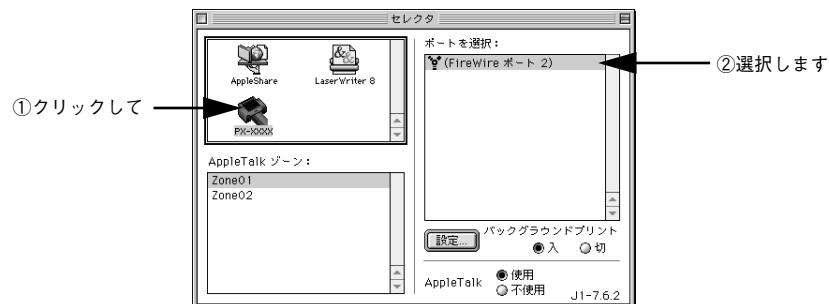 セレクタ
AppleShare
LaserWriter 8
PX-XXXX
①クリックして
AppleTalk ゾーン：
Zone01
Zone02
ポートを選択：
(FireWire ポート 2)
②選択します
設定...
バックグラウンドプリント
入 切
AppleTalk
使用
不使用
J1-7.6.2